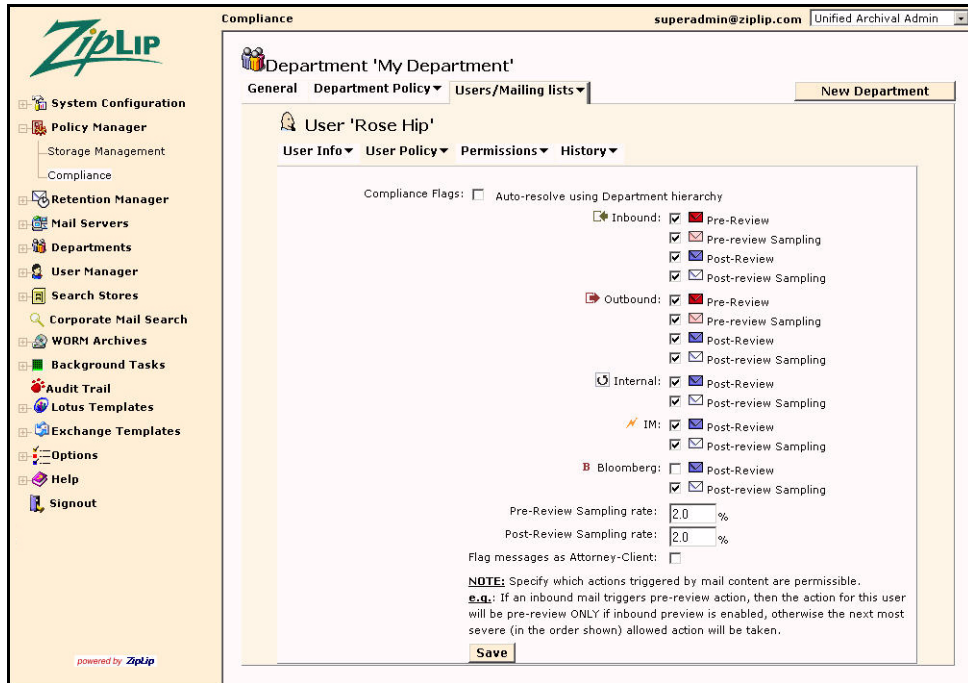 ZipLip
Compliance
superadmin@ziplip.com
Unified Archival Admin
System Configuration
Policy Manager
Storage Management
Compliance
Retention Manager
Mail Servers
Departments
User Manager
Search Stores
Corporate Mail Search
WORM Archives
Background Tasks
Audit Trail
Lotus Templates
Exchange Templates
Options
Help
Signout
powered by ZipLip
Department 'My Department'
General Department Policy Users/Mailing lists
New Department
User 'Rose Hip'
User Info User Policy Permissions History
Compliance Flags: Auto-resolve using Department hierarchy
Inbound: Pre-Review
Pre-review Sampling
Post-Review
Post-review Sampling
Outbound: Pre-Review
Pre-review Sampling
Post-Review
Post-review Sampling
Internal: Post-Review
Post-review Sampling
IM: Post-Review
Post-review Sampling
B Bloomberg: Post-Review
Post-review Sampling
Pre-Review Sampling rate: 2.0 %
Post-Review Sampling rate: 2.0 %
Flag messages as Attorney-Client:
NOTE: Specify which actions triggered by mail content are permissible.
e.g.: If an inbound mail triggers pre-review action, then the action for this user
will be pre-review ONLY if inbound preview is enabled, otherwise the next most
severe (in the order shown) allowed action will be taken.
Save